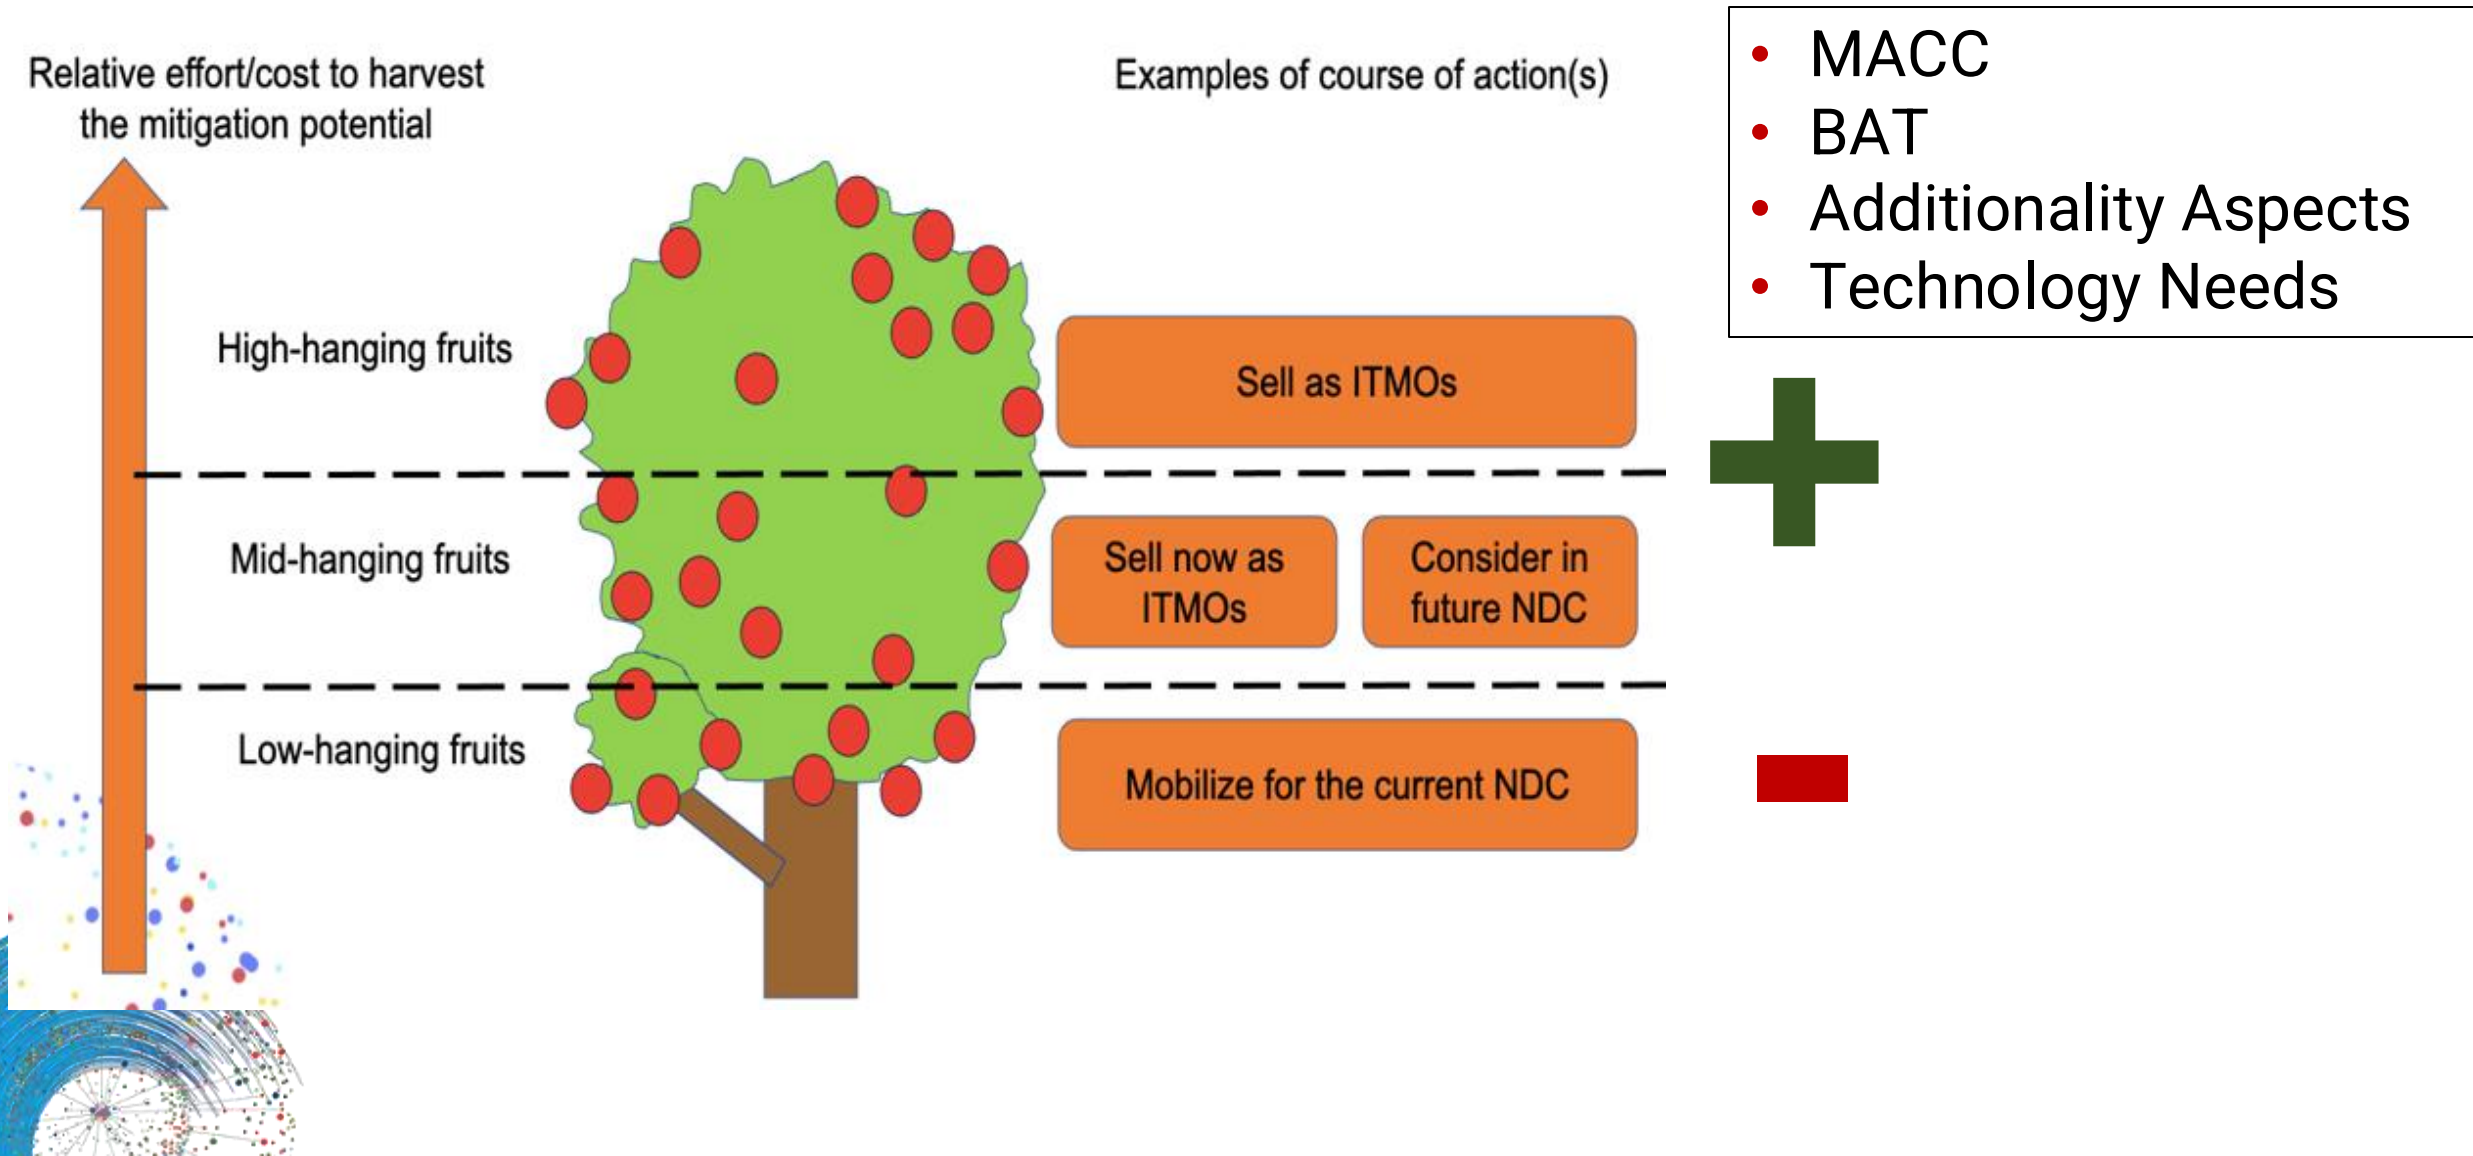 Relative effort/cost to harvest
the mitigation potential
Examples of course of action(s)
• MACC
• BAT
• Additionality Aspects
• Technology Needs
High-hanging fruits
Sell as ITMOs
Mid-hanging fruits
Sell now as
ITMOs
Consider in
future NDC
Low-hanging fruits
Mobilize for the current NDC